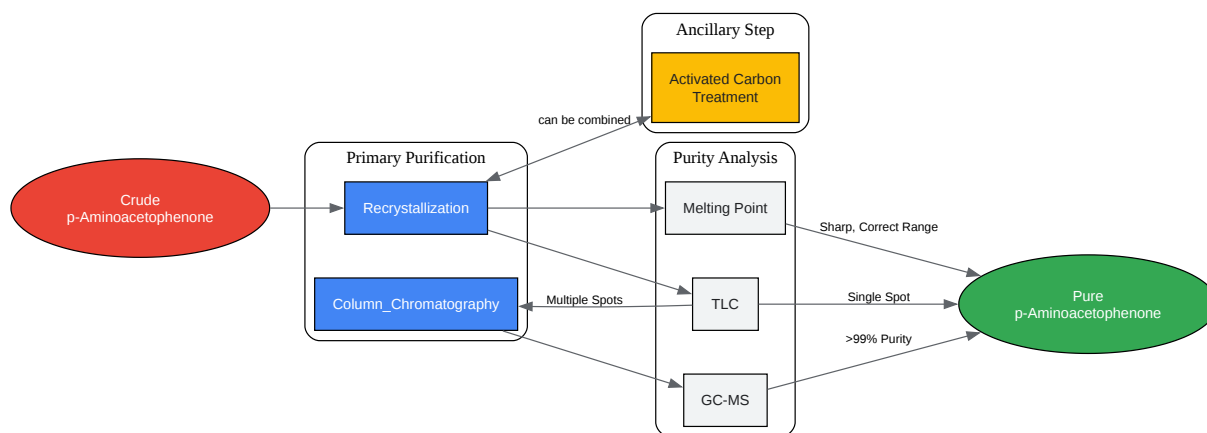 Ancillary Step
Activated Carbon
Treatment
can be combined
Primary Purification
Purity Analysis
Crude
p-Aminoacetophenone
Recrystallization
Melting Point
Sharp, Correct Range
Column_Chromatography
Multiple Spots
TLC
Single Spot
Pure
p-Aminoacetophenone
>99% Purity
GC-MS